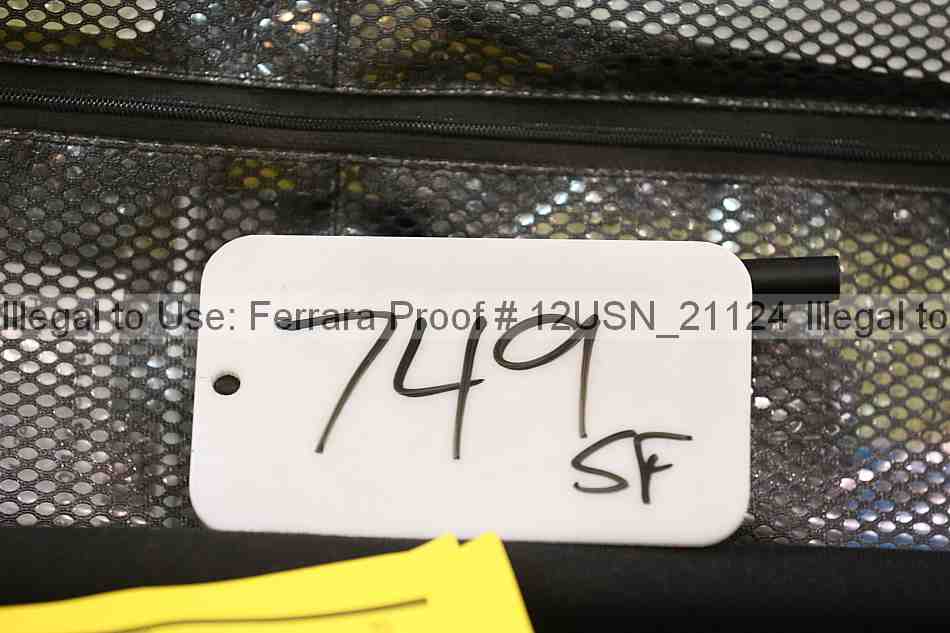 Illegal to Use: Ferrara Proof # 12USN_21124 Illegal to
749
SF